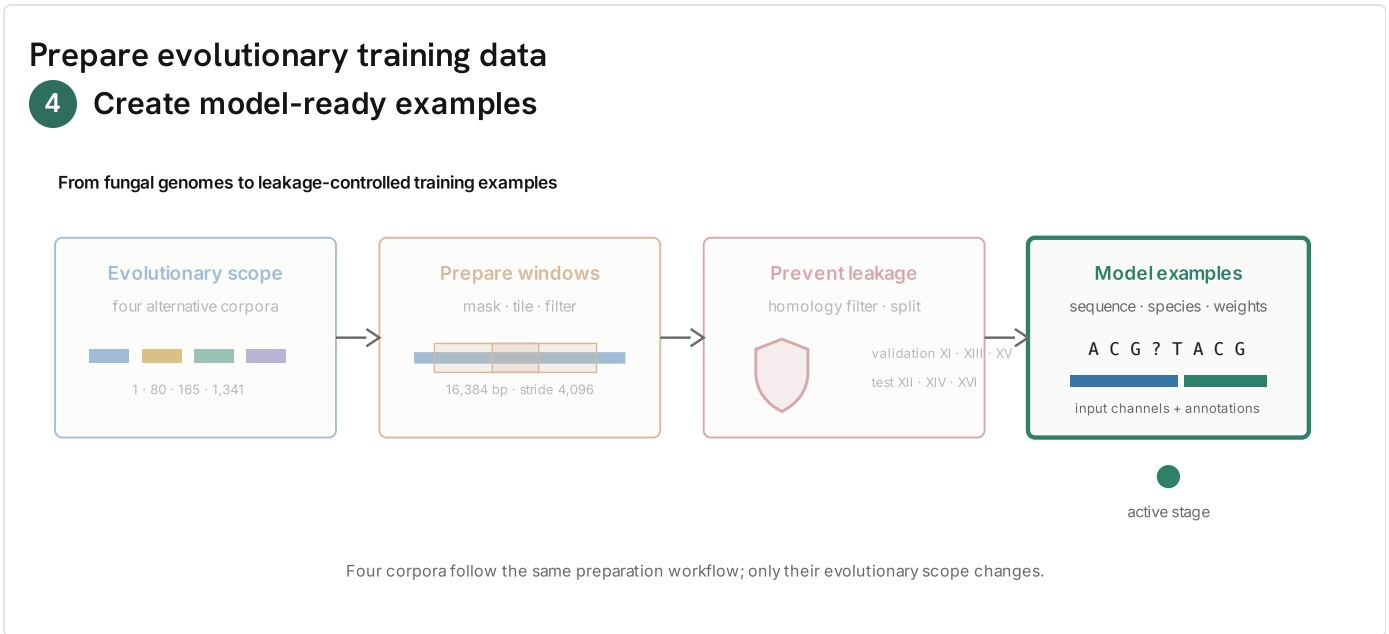 Prepare evolutionary training data
4 Create model-ready examples
From fungal genomes to leakage-controlled training examples
Evolutionary scope
four alternative corpora
1 · 80 · 165 · 1,341
Prepare windows
mask · tile · filter
16,384 bp · stride 4,096
Prevent leakage
homology filter · split
validation XI · XIII · XV
test XII · XIV · XVI
Model examples
sequence · species · weights
A C G ? T A C G
input channels + annotations
active stage
Four corpora follow the same preparation workflow; only their evolutionary scope changes.